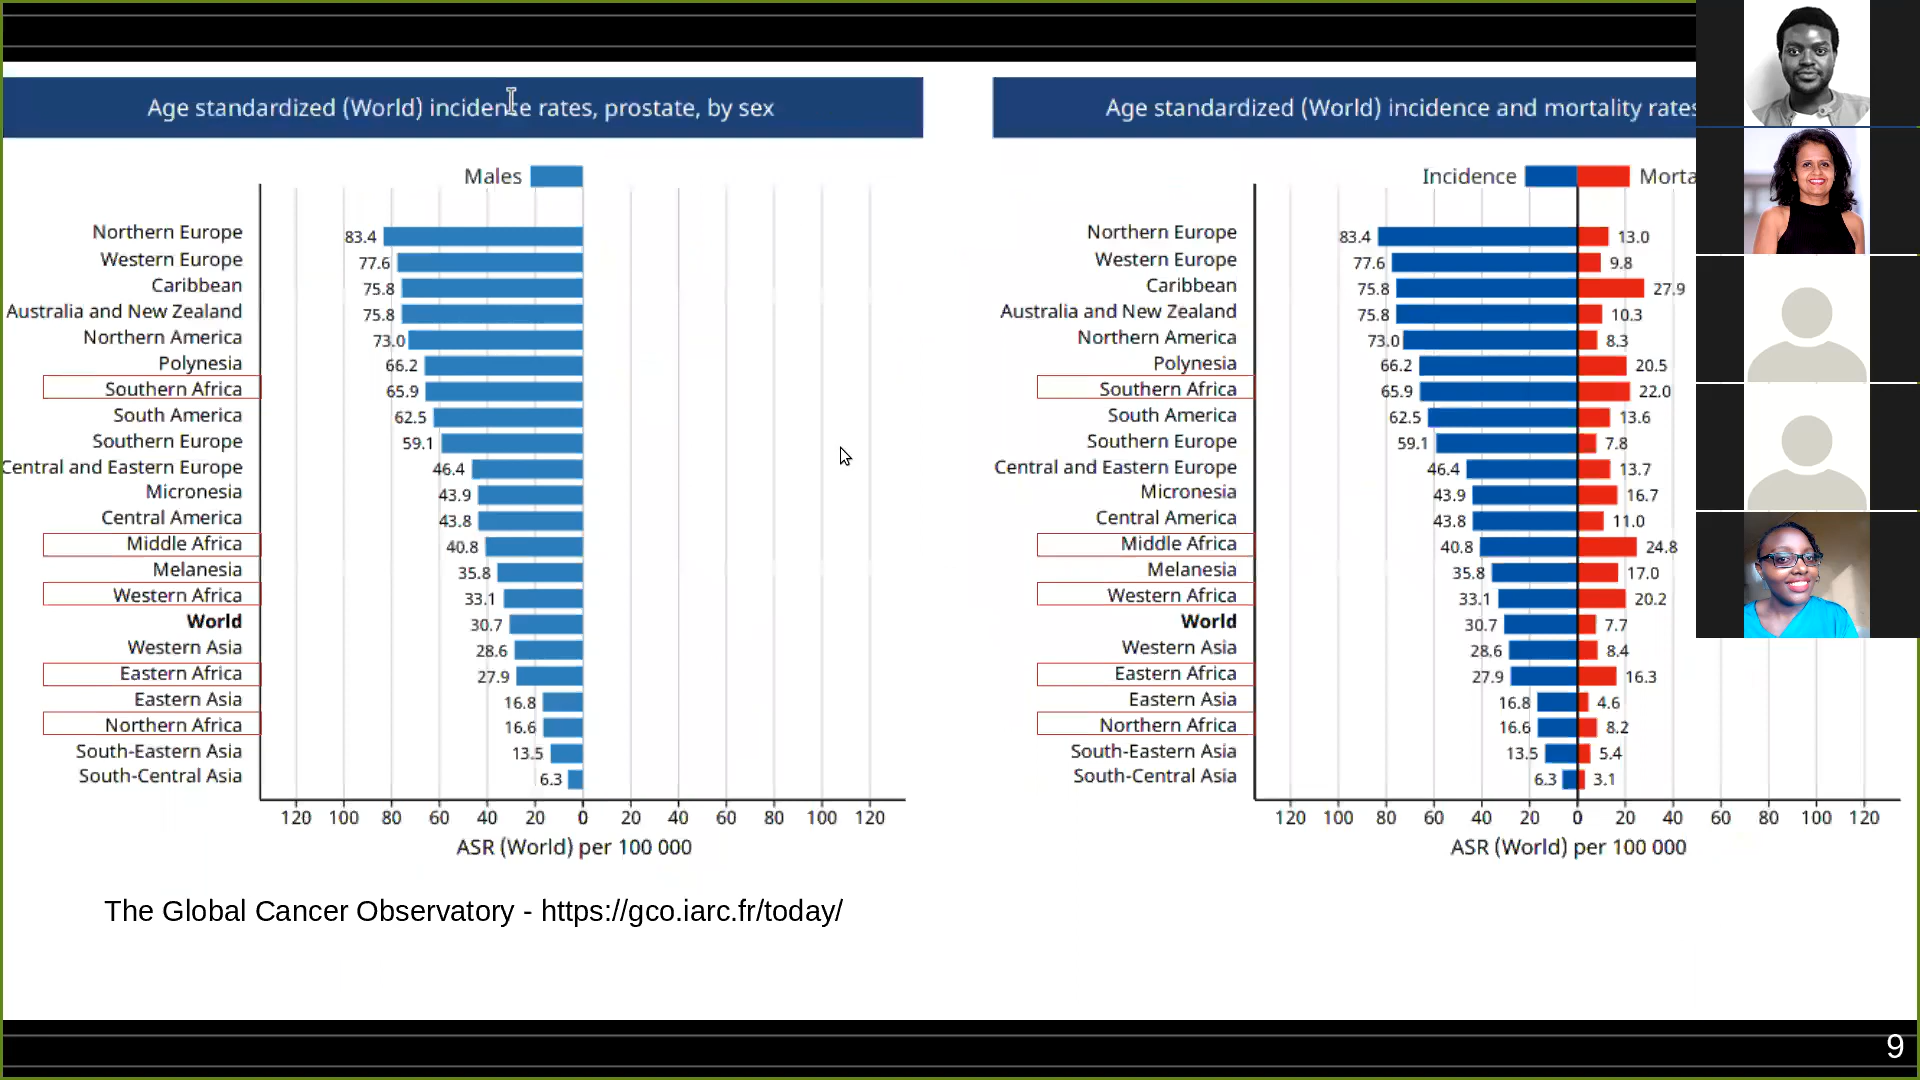 Age standardized (World) incidence rates, prostate, by sex
Males
Northern Europe 83.4
Western Europe 77.6
Caribbean 75.8
Australia and New Zealand 75.8
Northern America 73.0
Polynesia 66.2
Southern Africa 65.9
South America 62.5
Southern Europe 59.1
Central and Eastern Europe 46.4
Micronesia 43.9
Central America 43.8
Middle Africa 40.8
Melanesia 35.8
Western Africa 33.1
World 30.7
Western Asia 28.6
Eastern Africa 27.9
Eastern Asia 16.8
Northern Africa 16.6
South-Eastern Asia 13.5
South-Central Asia 6.3
120 100 80 60 40 20 0 20 40 60 80 100 120
ASR (World) per 100 000
Age standardized (World) incidence and mortality rates
Incidence Morta
Northern Europe 83.4 13.0
Western Europe 77.6 9.8
Caribbean 75.8 27.9
Australia and New Zealand 75.8 10.3
Northern America 73.0 8.3
Polynesia 66.2 20.5
Southern Africa 65.9 22.0
South America 62.5 13.6
Southern Europe 59.1 7.8
Central and Eastern Europe 46.4 13.7
Micronesia 43.9 16.7
Central America 43.8 11.0
Middle Africa 40.8 24.8
Melanesia 35.8 17.0
Western Africa 33.1 20.2
World 30.7 7.7
Western Asia 28.6 8.4
Eastern Africa 27.9 16.3
Eastern Asia 16.8 4.6
Northern Africa 16.6 8.2
South-Eastern Asia 13.5 5.4
South-Central Asia 6.3 3.1
120 100 80 60 40 20 0 20 40 60 80 100 120
ASR (World) per 100 000
The Global Cancer Observatory - https://gco.iarc.fr/today/
9